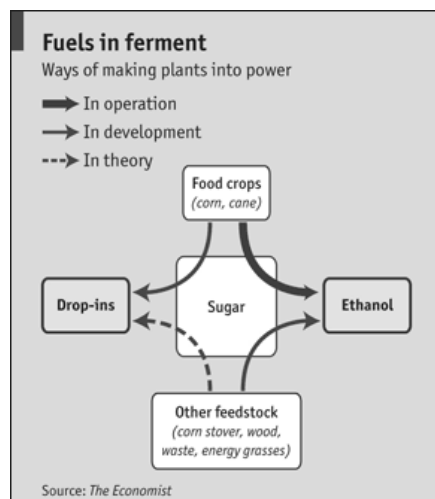 Fuels in ferment
Ways of making plants into power
In operation
In development
In theory
Food crops
(corn, cane)
Drop-ins
Sugar
Ethanol
Other feedstock
(corn stover, wood,
waste, energy grasses)
Source: The Economist